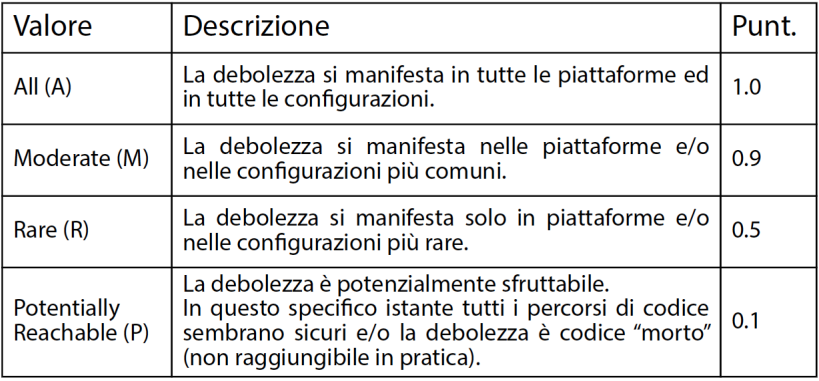 Valore Descrizione Punt.
All (A) La debolezza si manifesta in tutte le piattaforme ed in tutte le configurazioni. 1.0
Moderate (M) La debolezza si manifesta nelle piattaforme e/o nelle configurazioni più comuni. 0.9
Rare (R) La debolezza si manifesta solo in piattaforme e/o nelle configurazioni più rare. 0.5
Potentially Reachable (P) La debolezza è potenzialmente sfruttabile. In questo specifico istante tutti i percorsi di codice sembrano sicuri e/o la debolezza è codice “morto” (non raggiungibile in pratica). 0.1